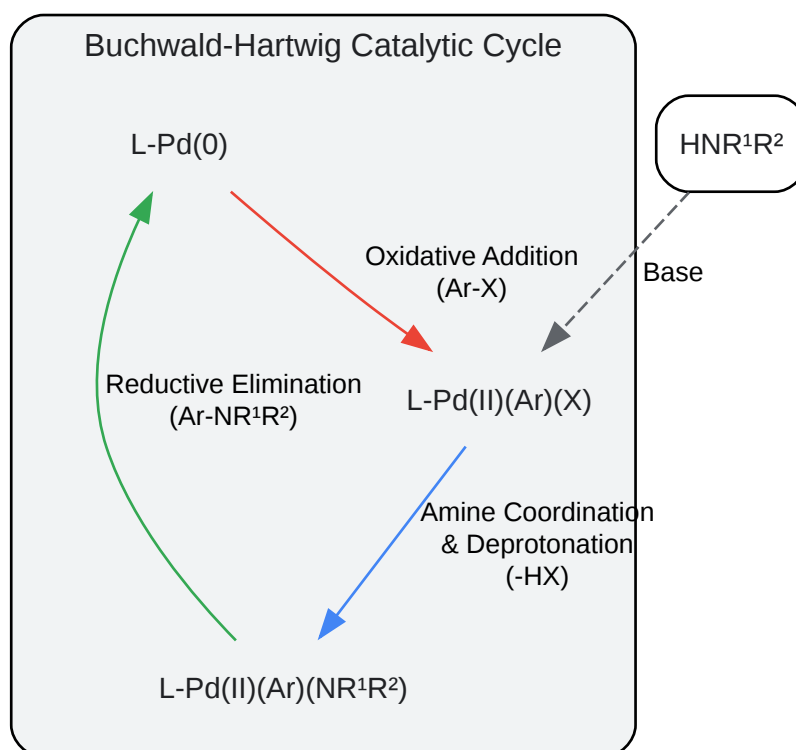 Buchwald-Hartwig Catalytic Cycle
L-Pd(0)
HNR¹R²
Oxidative Addition
(Ar-X)
Base
Reductive Elimination
(Ar-NR¹R²)
L-Pd(II)(Ar)(X)
Amine Coordination
& Deprotonation
(-HX)
L-Pd(II)(Ar)(NR¹R²)